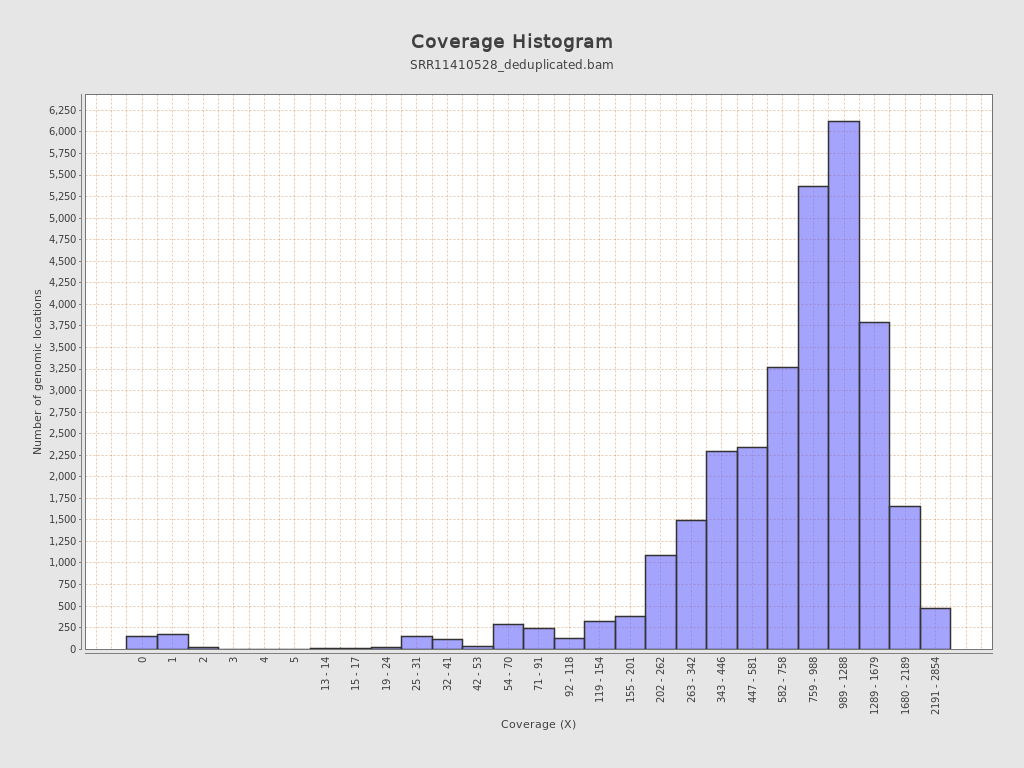 Coverage Histogram
SRR11410528_deduplicated.bam
Number of genomic locations
6,250
6,000
5,750
5,500
5,250
5,000
4,750
4,500
4,250
4,000
3,750
3,500
3,250
3,000
2,750
2,500
2,250
2,000
1,750
1,500
1,250
1,000
750
500
250
0
0
1
2
3
4
5
13 - 14
15 - 17
19 - 24
25 - 31
32 - 41
42 - 53
54 - 70
71 - 91
92 - 118
119 - 154
155 - 201
202 - 262
263 - 342
343 - 446
447 - 581
582 - 758
759 - 988
989 - 1288
1289 - 1679
1680 - 2189
2191 - 2854
Coverage (X)